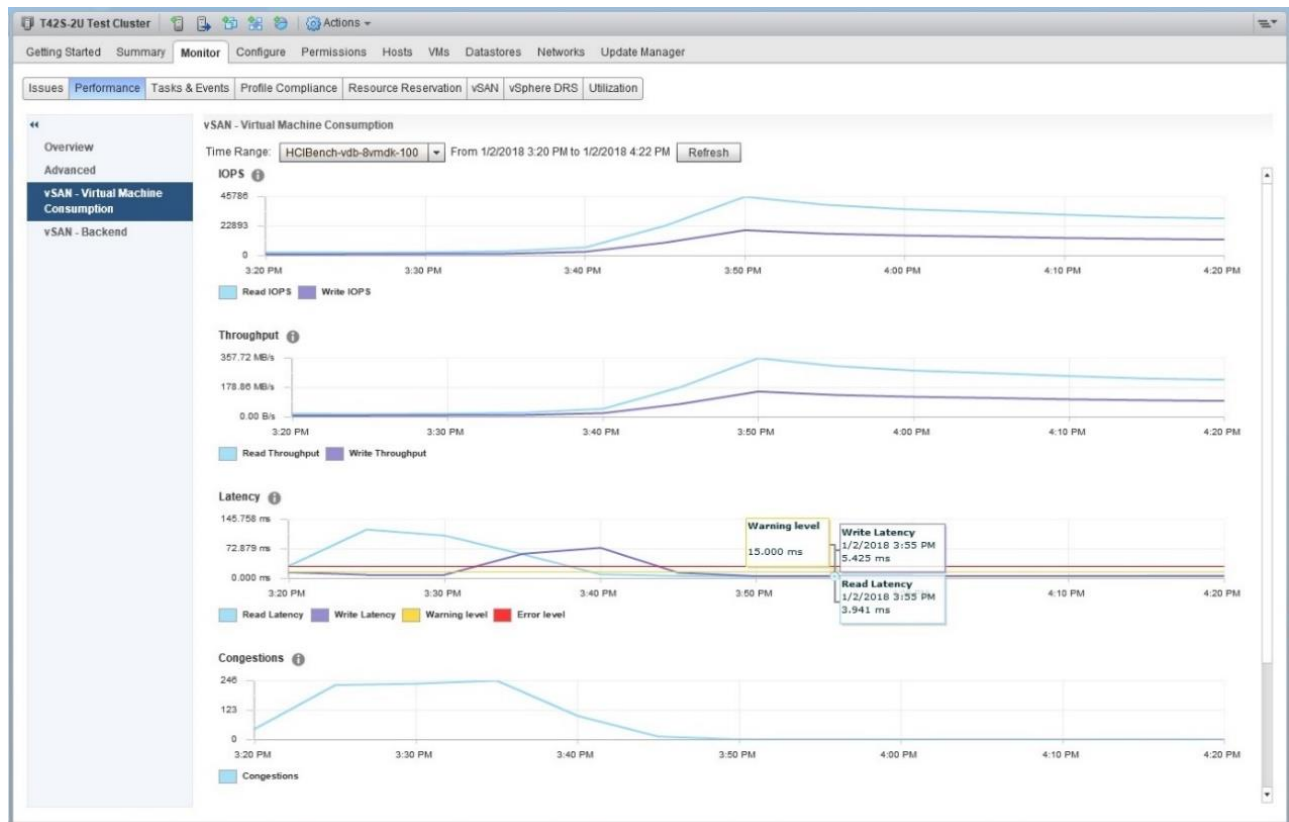 T42S-2U Test Cluster Actions
Getting Started Summary Monitor Configure Permissions Hosts VMs Datastores Networks Update Manager
Issues Performance Tasks & Events Profile Compliance Resource Reservation vSAN vSphere DRS Utilization
Overview
Advanced
vSAN - Virtual Machine
Consumption
vSAN - Backend
vSAN - Virtual Machine Consumption
Time Range: HCIBench-vdb-8vmdk-100 From 1/2/2018 3:20 PM to 1/2/2018 4:22 PM Refresh
IOPS
45786
22893
0
3:20 PM 3:30 PM 3:40 PM 3:50 PM 4:00 PM 4:10 PM 4:20 PM
Read IOPS Write IOPS
Throughput
357.72 MB/s
178.86 MB/s
0.00 B/s
3:20 PM 3:30 PM 3:40 PM 3:50 PM 4:00 PM 4:10 PM 4:20 PM
Read Throughput Write Throughput
Latency
145.758 ms
72.879 ms
0.000 ms
Warning level
15.000 ms
Write Latency
1/2/2018 3:55 PM
5.425 ms
Read Latency
1/2/2018 3:55 PM
3.941 ms
3:20 PM 3:30 PM 3:40 PM 3:50 PM 4:10 PM 4:20 PM
Read Latency Write Latency Warning level Error level
Congestions
246
123
0
3:20 PM 3:30 PM 3:40 PM 3:50 PM 4:00 PM 4:10 PM 4:20 PM
Congestions